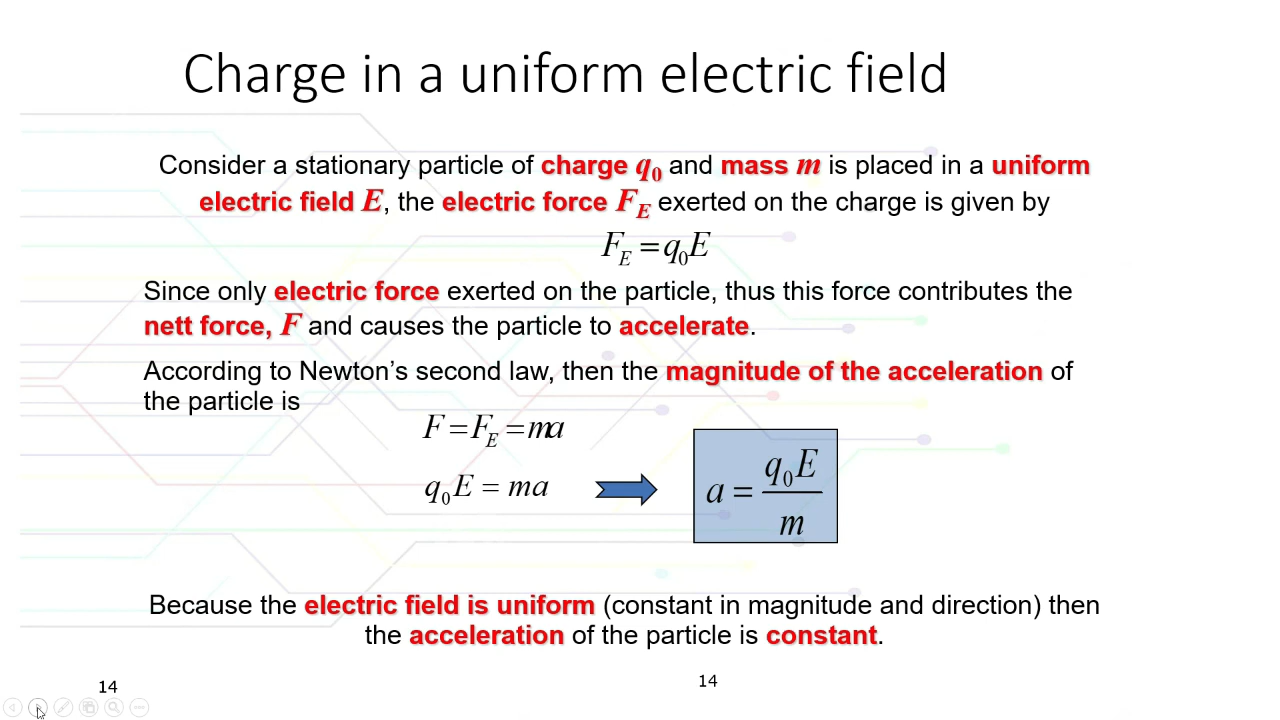 Charge in a uniform electric field
Consider a stationary particle of charge q₀ and mass m is placed in a uniform
electric field E, the electric force F_E exerted on the charge is given by
F_E = q₀E
Since only electric force exerted on the particle, thus this force contributes the
nett force, F and causes the particle to accelerate.
According to Newton’s second law, then the magnitude of the acceleration of
the particle is
F = F_E = ma
q₀E = ma
a = q₀E / m
Because the electric field is uniform (constant in magnitude and direction) then
the acceleration of the particle is constant.
14
14